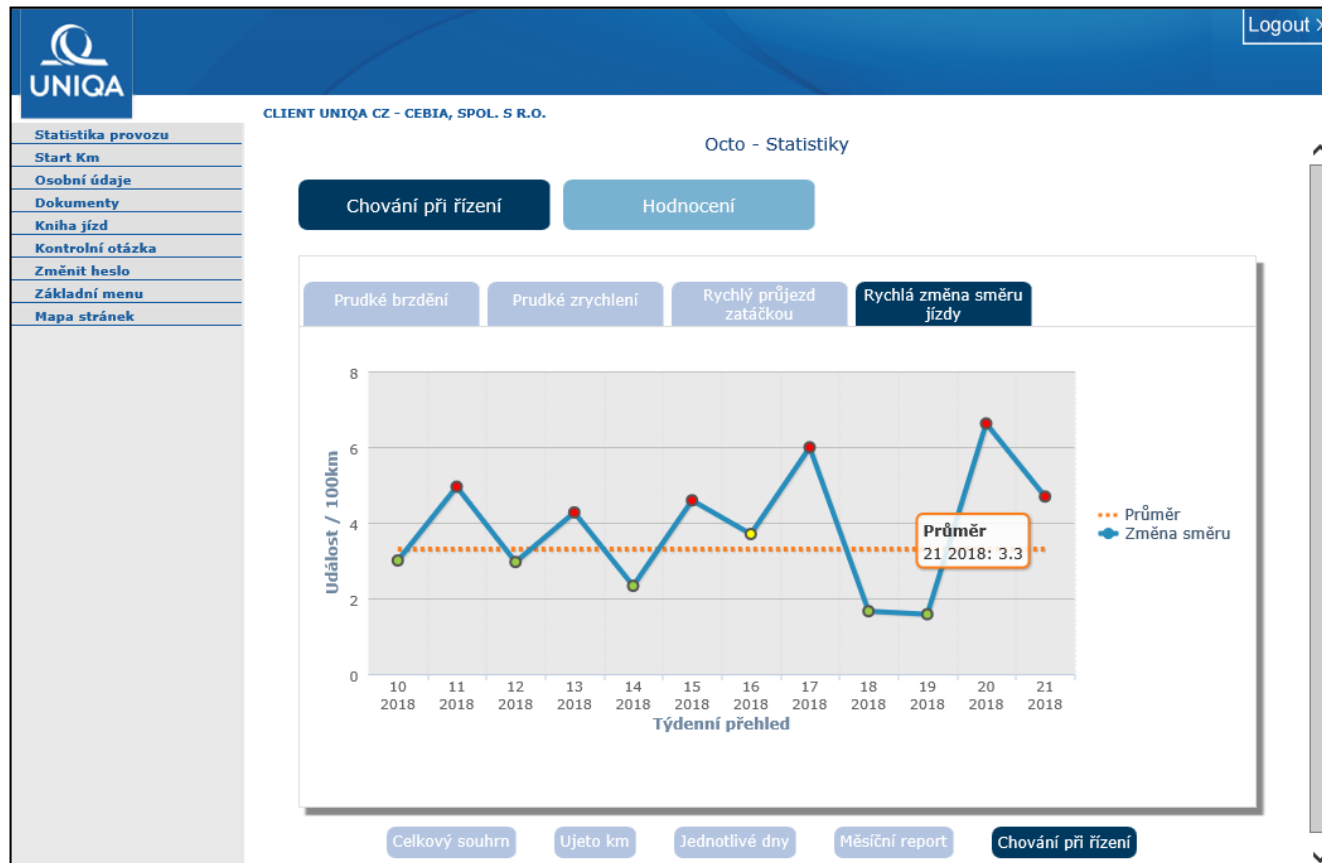 Logout ×
UNIQA
CLIENT UNIQA CZ - CEBIA, SPOL. S R.O.
Statistika provozu
Start Km
Osobní údaje
Dokumenty
Kniha jízd
Kontrolní otázka
Změnit heslo
Základní menu
Mapa stránek
Octo - Statistiky
Chování při řízení
Hodnocení
Prudké brzdění
Prudké zrychlení
Rychlý průjezd
zatáčkou
Rychlá změna směru
jízdy
Událost / 100km
8
6
4
2
0
Průměr
21 2018: 3.3
Průměr
Změna směru
10 11 12 13 14 15 16 17 18 19 20 21
2018 2018 2018 2018 2018 2018 2018 2018 2018 2018 2018 2018
Týdenní přehled
Celkový souhrn
Ujeto km
Jednotlivé dny
Měsíční report
Chování při řízení